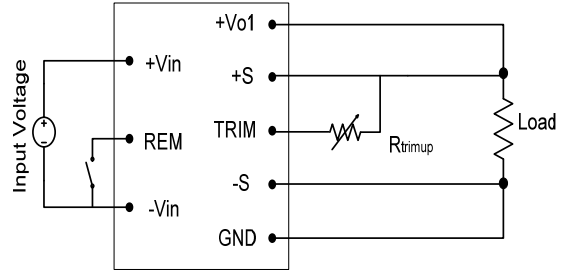 Input Voltage
+Vin
REM
-Vin
+Vo1
+S
TRIM
-S
GND
Rtrimup
Load